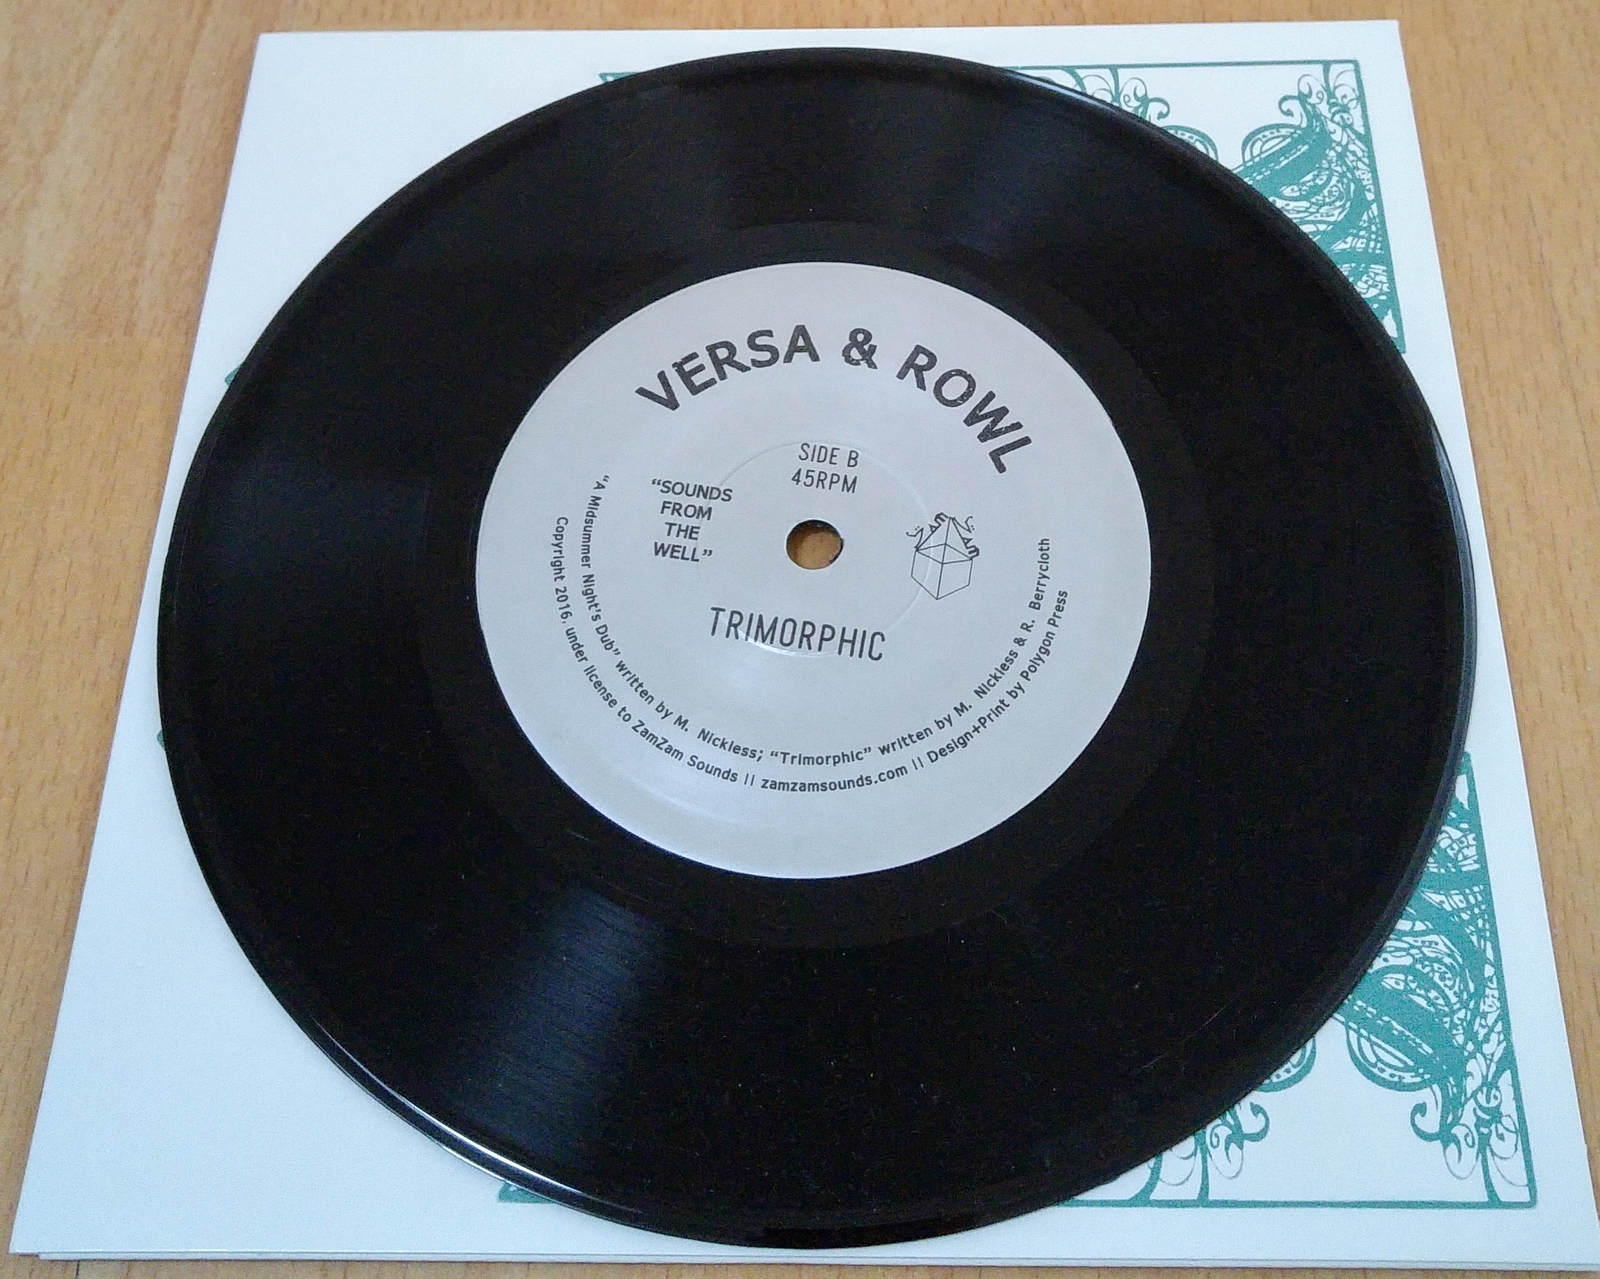 VERSA & ROWL
SIDE B
45RPM
“SOUNDS
FROM
THE
WELL”
TRIMORPHIC
“A Midsummer Night's Dub” written by M. Nickless; “Trimorphic” written by M. Nickless & R. Berrycloth
Copyright 2016, under license to ZamZam Sounds || zamzamsounds.com || Design+Print by Polygon Press